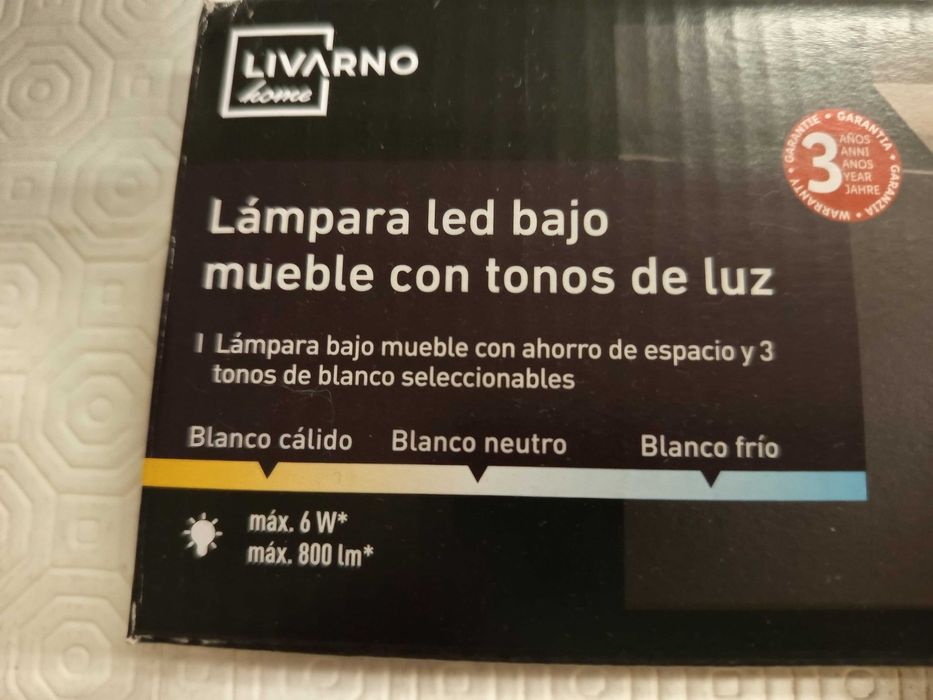 LIVARNO
home
GARANTIE • GARANTIA • GARANZIA • WARRANTY •
3
AÑOS
ANNI
ANOS
YEAR
JAHRE
Lámpara led bajo
mueble con tonos de luz
Lámpara bajo mueble con ahorro de espacio y 3
tonos de blanco seleccionables
Blanco cálido Blanco neutro Blanco frío
máx. 6 W*
máx. 800 lm*